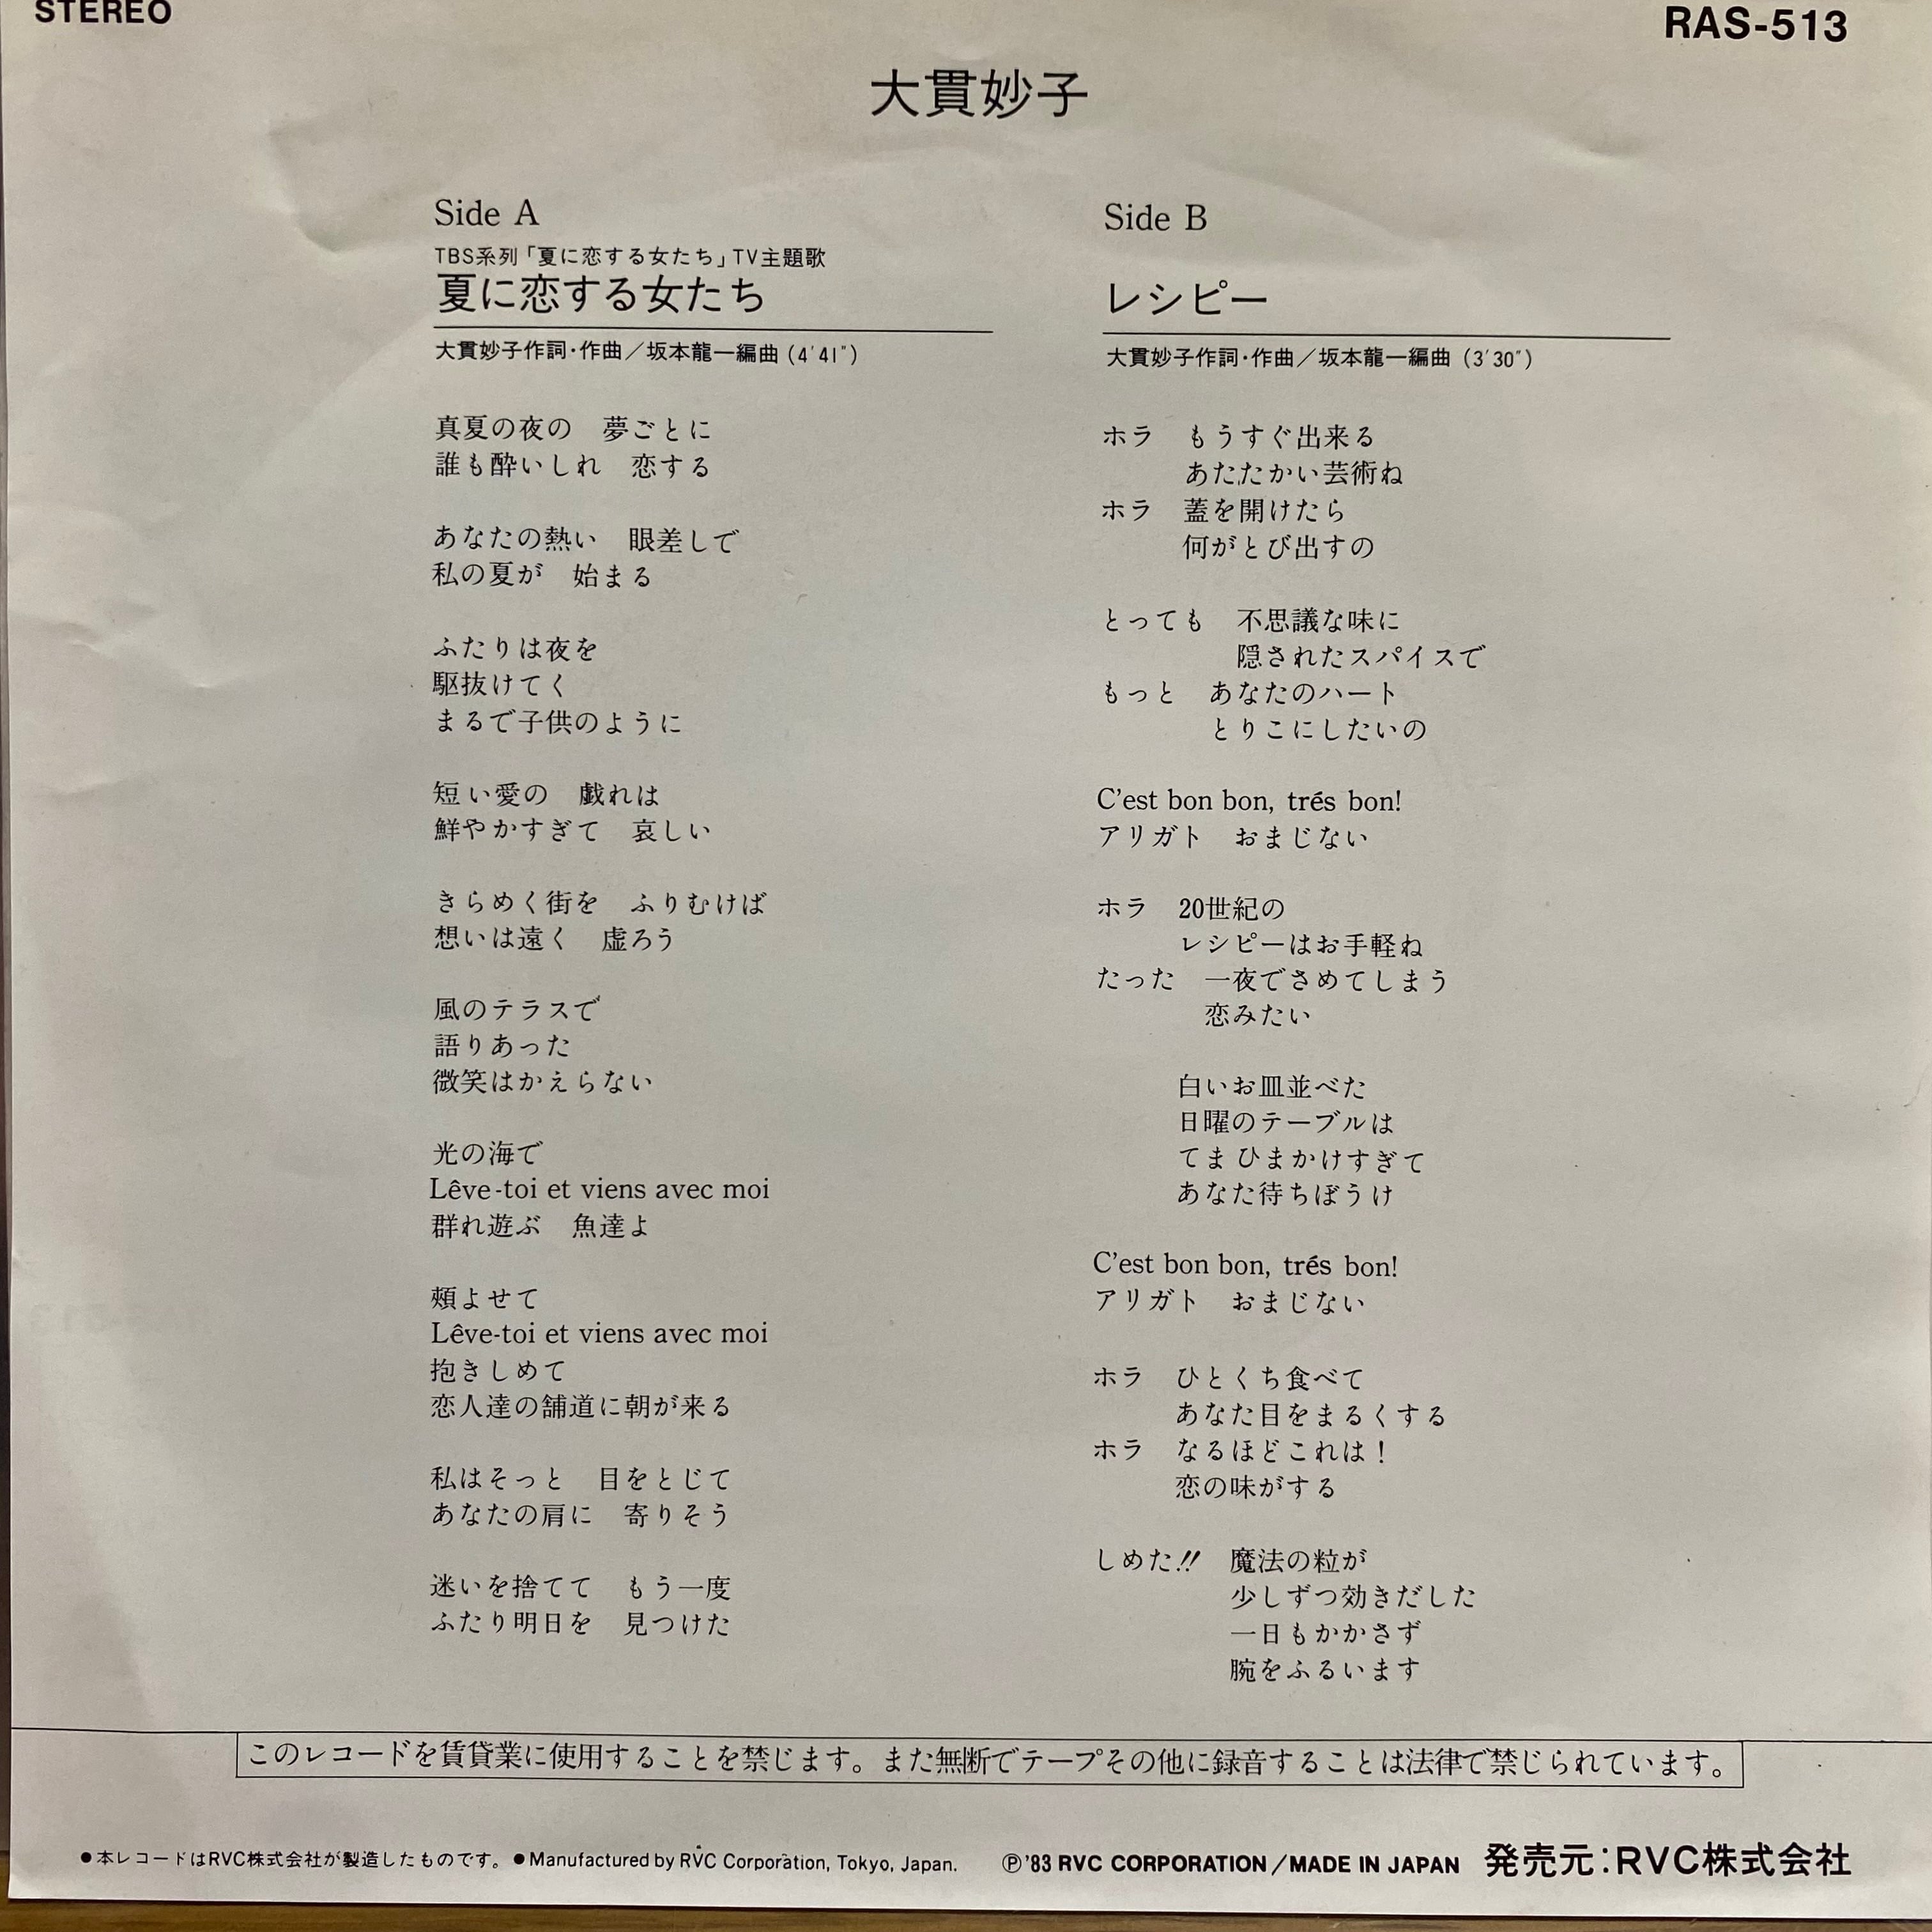 STEREO
RAS-513
大貫妙子
Side A
TBS系列「夏に恋する女たち」TV主題歌
夏に恋する女たち
大貫妙子作詞・作曲／坂本龍一編曲 (4′41″)
真夏の夜の　夢ごとに
誰も酔いしれ　恋する
あなたの熱い　眼差しで
私の夏が　始まる
ふたりは夜を
駆抜けてく
まるで子供のように
短い愛の　戯れは
鮮やかすぎて　哀しい
きらめく街を　ふりむけば
想いは遠く　虚ろう
風のテラスで
語りあった
微笑はかえらない
光の海で
Lêve-toi et viens avec moi
群れ遊ぶ　魚達よ
頬よせて
Lêve-toi et viens avec moi
抱きしめて
恋人達の舗道に朝が来る
私はそっと　目をとじて
あなたの肩に　寄りそう
迷いを捨てて　もう一度
ふたり明日を　見つけた
Side B
レシピー
大貫妙子作詞・作曲／坂本龍一編曲 (3′30″)
ホラ　もうすぐ出来る
あたたかい芸術ね
ホラ　蓋を開けたら
何がとび出すの
とっても　不思議な味に
隠されたスパイスで
もっと　あなたのハート
とりこにしたいの
C'est bon bon, trés bon!
アリガト　おまじない
ホラ　20世紀の
レシピーはお手軽ね
たった　一夜でさめてしまう
恋みたい
白いお皿並べた
日曜のテーブルは
てま ひまかけすぎて
あなた待ちぼうけ
C'est bon bon, trés bon!
アリガト　おまじない
ホラ　ひとくち食べて
あなた目をまるくする
ホラ　なるほどこれは！
恋の味がする
しめた!!　魔法の粒が
少しずつ効きだした
一日もかかさず
腕をふるいます
このレコードを賃貸業に使用することを禁じます。また無断でテープその他に録音することは法律で禁じられています。
●本レコードはRVC株式会社が製造したものです。●Manufactured by RVC Corporation, Tokyo, Japan.　Ⓟ'83 RVC CORPORATION/MADE IN JAPAN　発売元：RVC株式会社